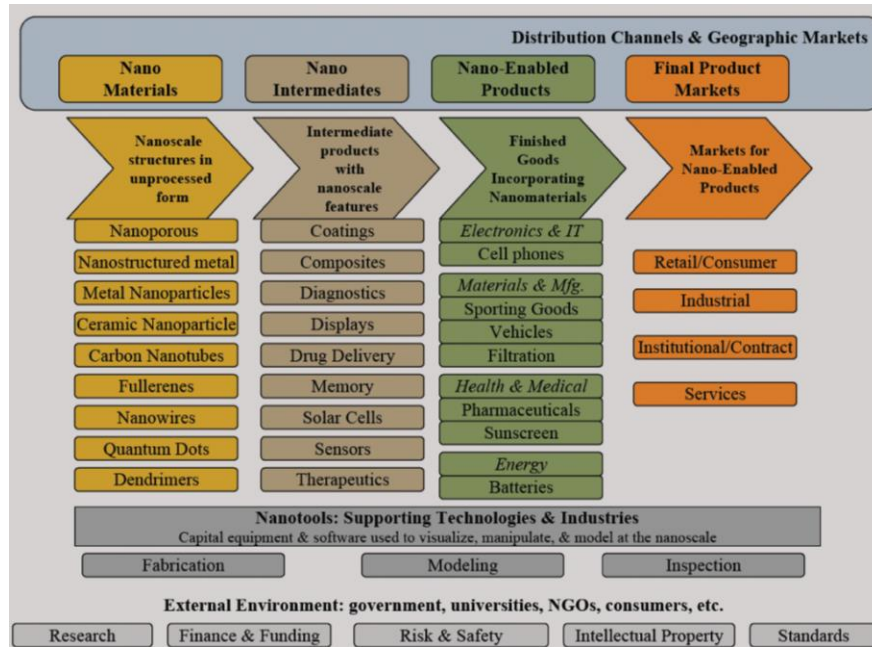 Distribution Channels & Geographic Markets
Nano
Materials
Nano
Intermediates
Nano-Enabled
Products
Final Product
Markets
Nanoscale
structures in
unprocessed
form
Intermediate
products
with
nanoscale
features
Finished
Goods
Incorporating
Nanomaterials
Markets for
Nano-Enabled
Products
Nanoporous
Nanostructured metal
Metal Nanoparticles
Ceramic Nanoparticle
Carbon Nanotubes
Fullerenes
Nanowires
Quantum Dots
Dendrimers
Coatings
Composites
Diagnostics
Displays
Drug Delivery
Memory
Solar Cells
Sensors
Therapeutics
Electronics & IT
Cell phones
Materials & Mfg.
Sporting Goods
Vehicles
Filtration
Health & Medical
Pharmaceuticals
Sunscreen
Energy
Batteries
Retail/Consumer
Industrial
Institutional/Contract
Services
Nanotools: Supporting Technologies & Industries
Capital equipment & software used to visualize, manipulate, & model at the nanoscale
Fabrication
Modeling
Inspection
External Environment: government, universities, NGOs, consumers, etc.
Research
Finance & Funding
Risk & Safety
Intellectual Property
Standards